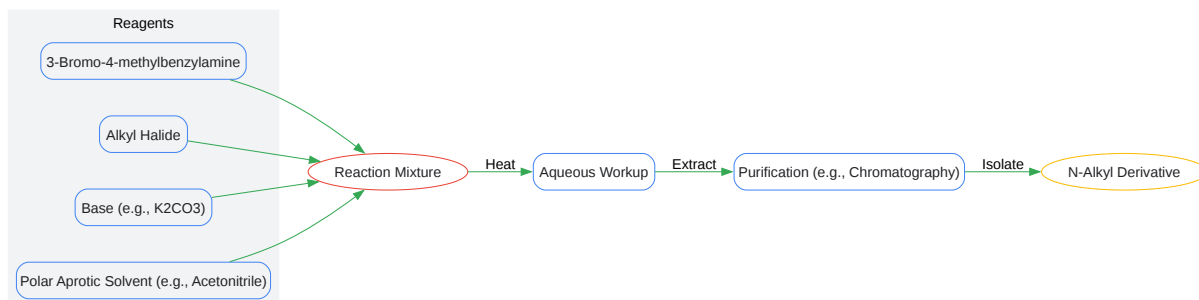 Reagents
3-Bromo-4-methylbenzylamine
Alkyl Halide
Base (e.g., K2CO3)
Polar Aprotic Solvent (e.g., Acetonitrile)
Reaction Mixture
Heat
Aqueous Workup
Extract
Purification (e.g., Chromatography)
Isolate
N-Alkyl Derivative